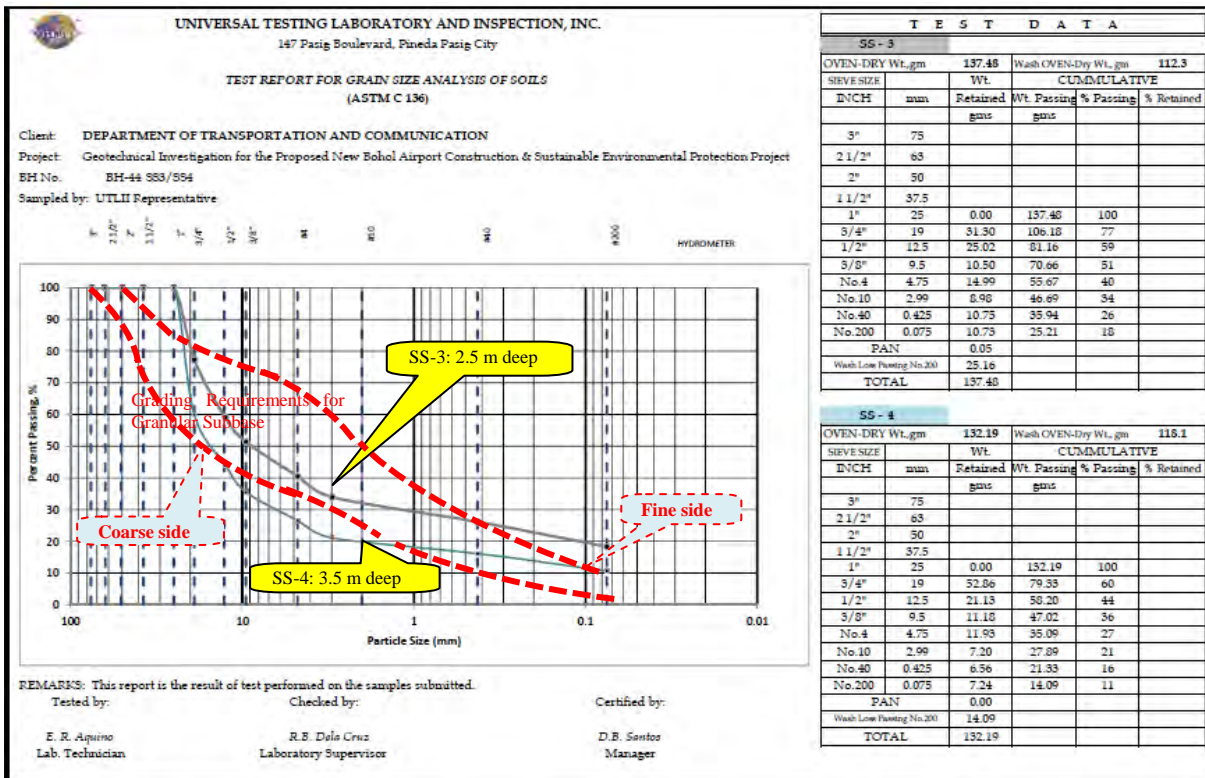 UNIVERSAL TESTING LABORATORY AND INSPECTION, INC.
147 Pasig Boulevard, Pineda Pasig City
TEST REPORT FOR GRAIN SIZE ANALYSIS OF SOILS
(ASTM C 136)
Client: DEPARTMENT OF TRANSPORTATION AND COMMUNICATION
Project: Geotechnical Investigation for the Proposed New Bohol Airport Construction & Sustainable Environmental Protection Project
BH No. BH-44 SS3/SS4
Sampled by: UTLII Representative
3" 2 1/2" 2" 1 1/2" 1" 3/4" 1/2" 3/8" #4 #10 #40 #200 HYDROMETER
Percent Passing, %
100
90
80
70
60
50
40
30
20
10
0
SS-3: 2.5 m deep
Grading Requirements for
Granular Subbase
Coarse side
Fine side
SS-4: 3.5 m deep
100 10 1 0.1 0.01
Particle Size (mm)
REMARKS: This report is the result of test performed on the samples submitted.
Tested by: Checked by: Certified by:
E. R. Aquino R.B. Dela Cruz D.B. Santos
Lab. Technician Laboratory Supervisor Manager
T E S T D A T A
SS - 3
OVEN-DRY Wt.,gm 137.48 Wash OVEN-Dry Wt., gm 112.3
SIEVE SIZE Wt. CUMMULATIVE
INCH mm Retained Wt. Passing % Passing % Retained
gms gms
3" 75
2 1/2" 63
2" 50
1 1/2" 37.5
1" 25 0.00 137.48 100
3/4" 19 31.30 106.18 77
1/2" 12.5 25.02 81.16 59
3/8" 9.5 10.50 70.66 51
No.4 4.75 14.99 55.67 40
No.10 2.99 8.98 46.69 34
No.40 0.425 10.75 35.94 26
No.200 0.075 10.73 25.21 18
PAN 0.05
Wash Loss Passing No.200 25.16
TOTAL 137.48
SS - 4
OVEN-DRY Wt.,gm 132.19 Wash OVEN-Dry Wt., gm 118.1
SIEVE SIZE Wt. CUMMULATIVE
INCH mm Retained Wt. Passing % Passing % Retained
gms gms
3" 75
2 1/2" 63
2" 50
1 1/2" 37.5
1" 25 0.00 132.19 100
3/4" 19 52.86 79.33 60
1/2" 12.5 21.13 58.20 44
3/8" 9.5 11.18 47.02 36
No.4 4.75 11.93 35.09 27
No.10 2.99 7.20 27.89 21
No.40 0.425 6.56 21.33 16
No.200 0.075 7.24 14.09 11
PAN 0.00
Wash Loss Passing No.200 14.09
TOTAL 132.19